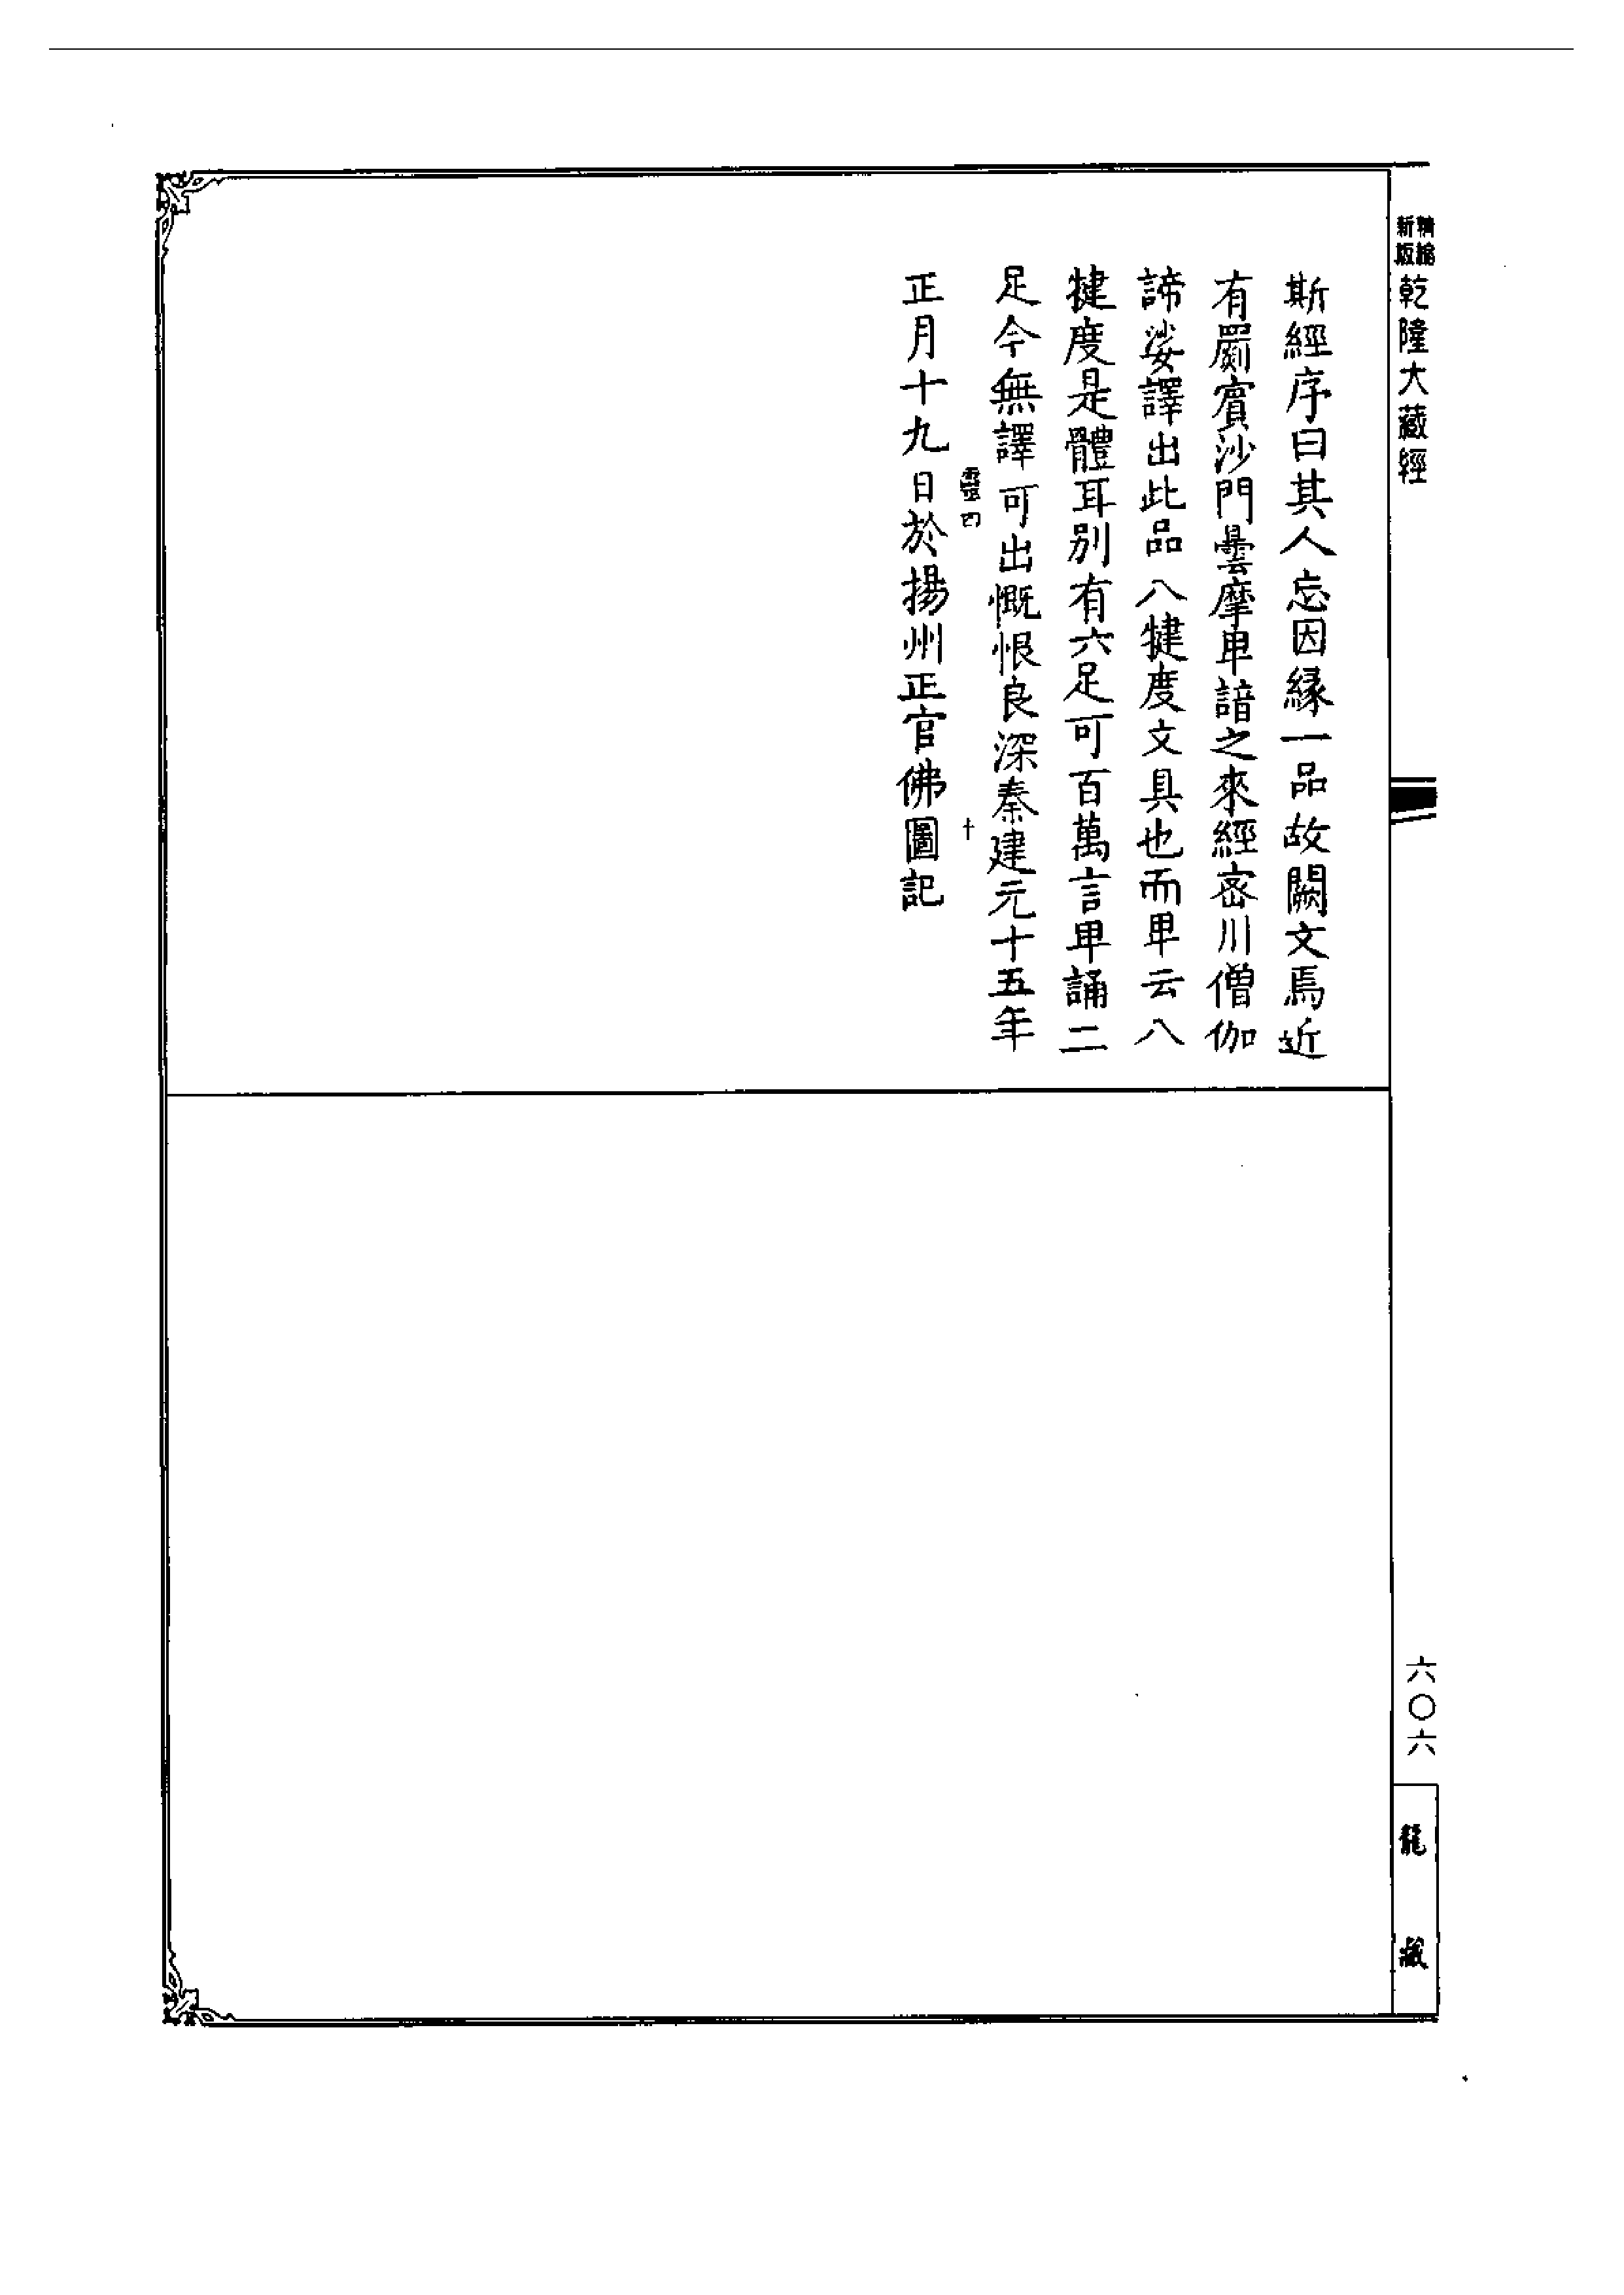 精縮新版乾隆大藏經
斯經序曰其人忘因緣一品故闕文焉近
有罽賓沙門曇摩卑諳之來經密川僧伽
諦婆譯出此品八犍度文具也而卑云八
犍度是體耳別有六足可百萬言卑誦二
足今無譯可出慨恨良深秦建元十五年
正月十九日於揚州正官佛圖記
四
十
六〇六
龍藏